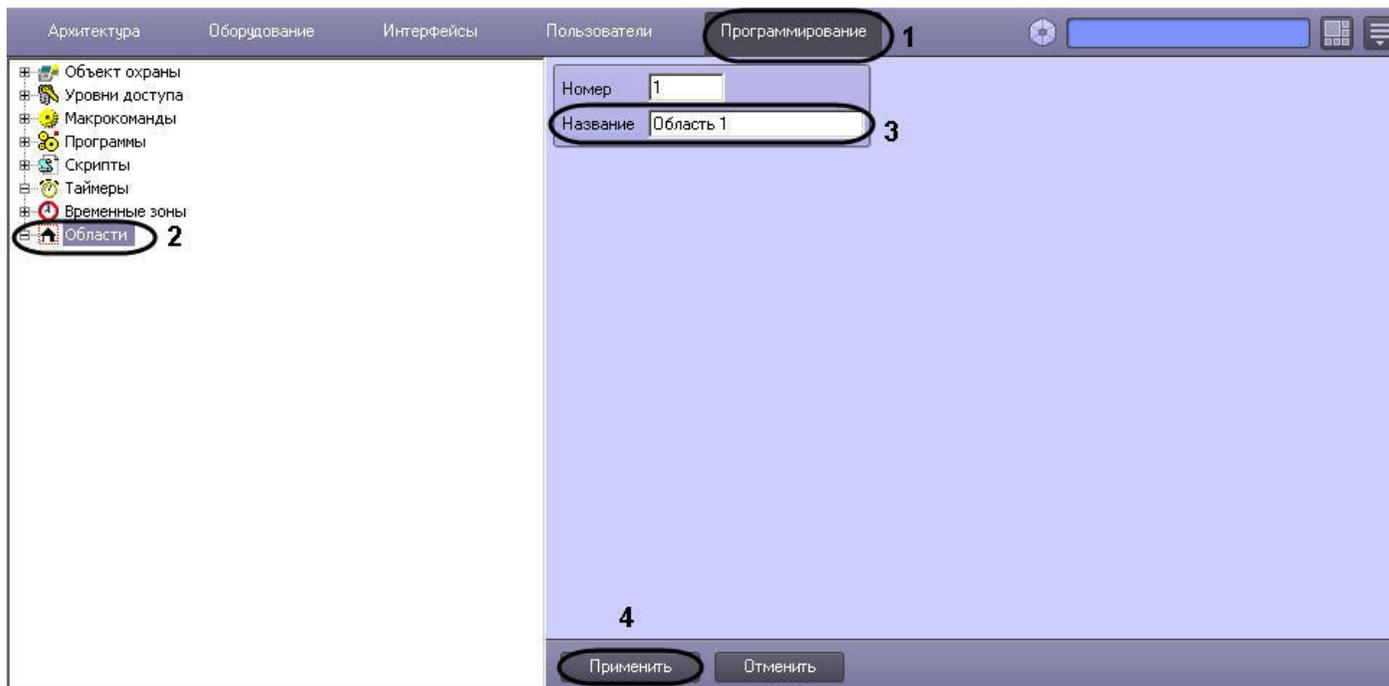 Архитектура Оборудование Интерфейсы Пользователи Программирование 1
Объект охраны
Уровни доступа
Макрокоманды
Программы
Скрипты
Таймеры
Временные зоны
Области 2
Номер 1
Название Область 1 3
4
Применить Отменить